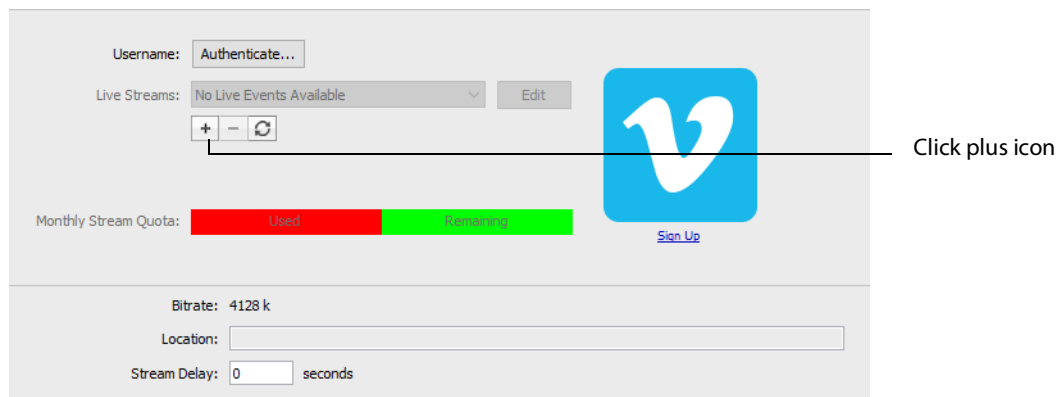 Username: Authenticate...
Live Streams: No Live Events Available Edit
+ −
Click plus icon
Monthly Stream Quota: Used Remaining
Sign Up
Bitrate: 4128 k
Location:
Stream Delay: 0 seconds